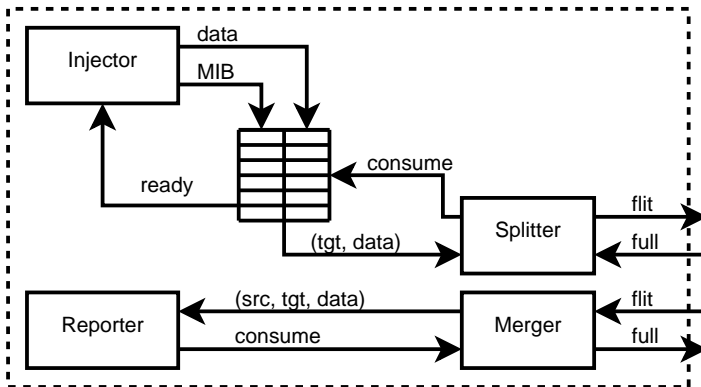 data
Injector
MIB
consume
ready
flit
Splitter
(tgt, data)
full
(src, tgt, data)
flit
Reporter
Merger
consume
full